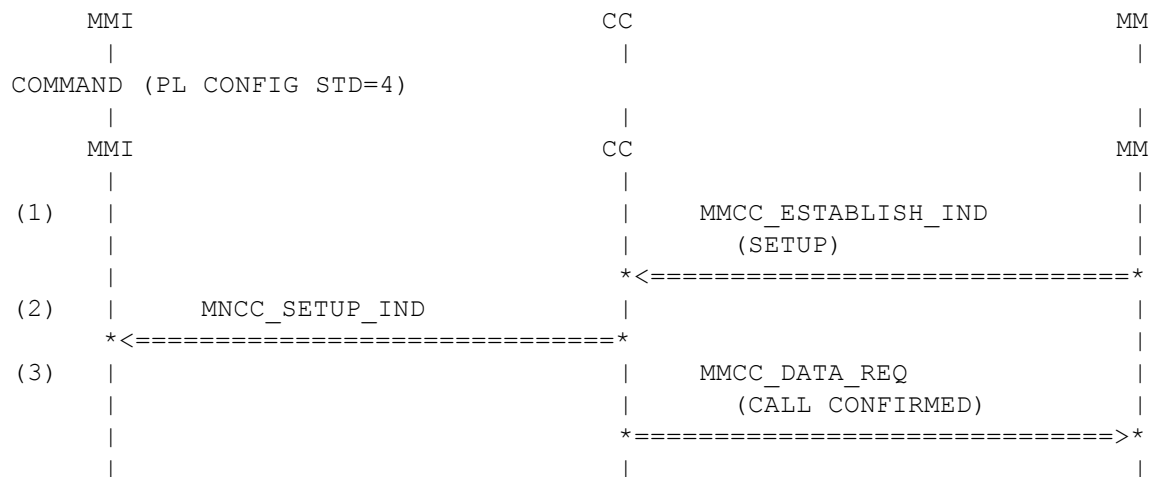 MMI CC MM
| | |
COMMAND (PL CONFIG STD=4)
| | |
MMI CC MM
| | |
(1) | | MMCC_ESTABLISH_IND |
| | (SETUP) |
| *<==============================*
(2) | MNCC_SETUP_IND | |
*<==============================* |
(3) | | MMCC_DATA_REQ |
| | (CALL CONFIRMED) |
| *==============================>*
| | |